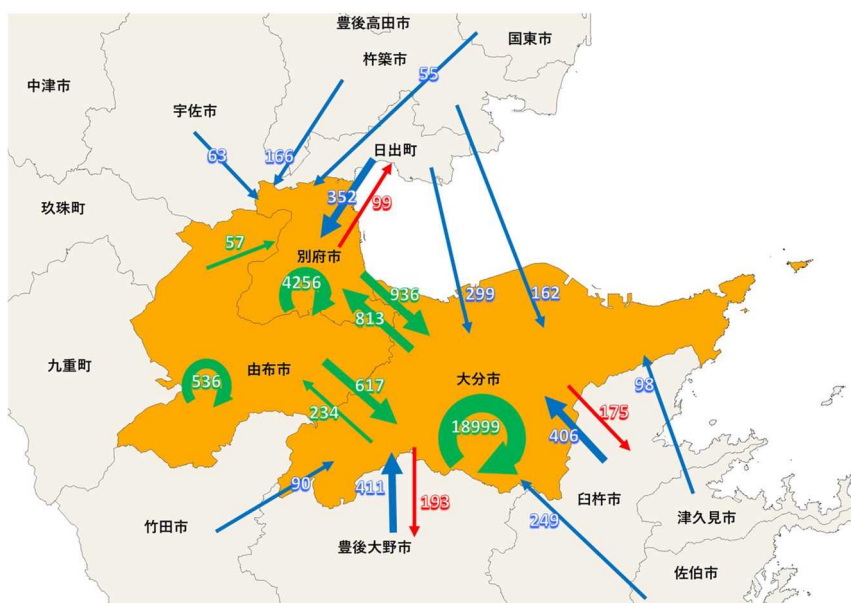 豊後高田市
国東市
杵築市
55
中津市
宇佐市
63
166
日出町
352
99
玖珠町
57
別府市
4256
936
813
299
162
九重町
由布市
536
617
234
大分市
18999
98
175
406
90
411
193
249
臼杵市
竹田市
津久見市
豊後大野市
佐伯市